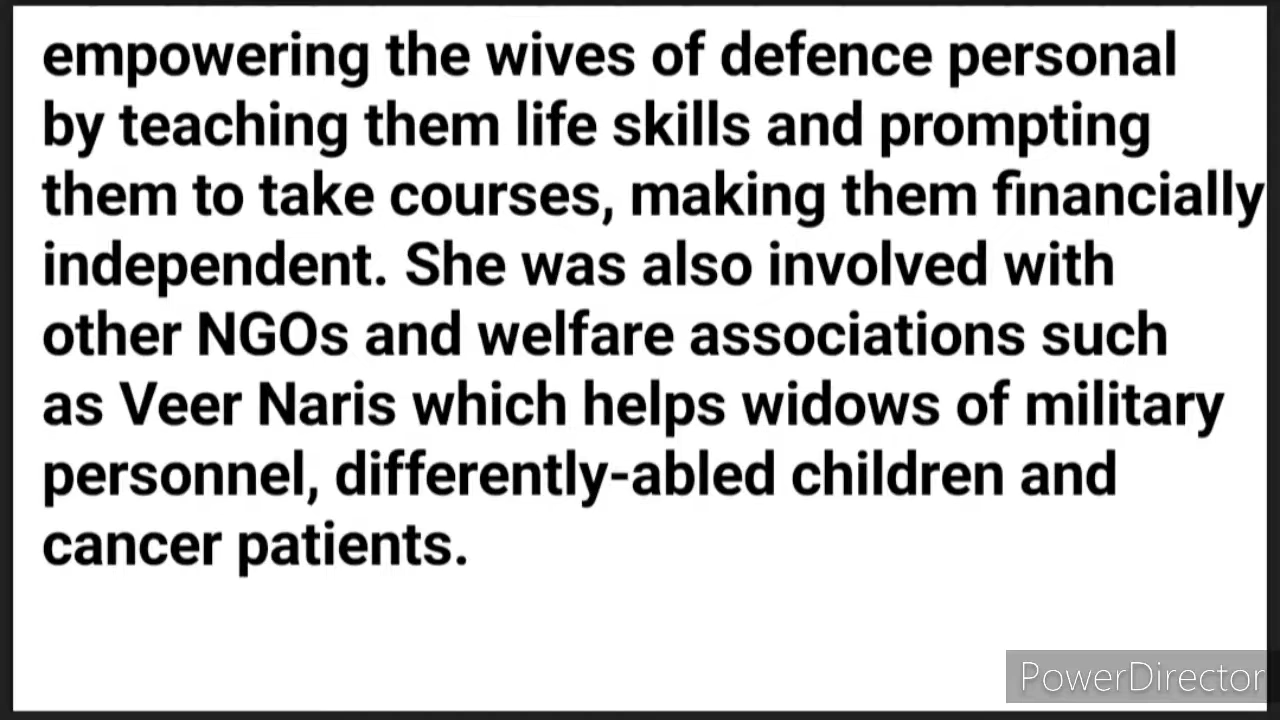 empowering the wives of defence personal
by teaching them life skills and prompting
them to take courses, making them financially
independent. She was also involved with
other NGOs and welfare associations such
as Veer Naris which helps widows of military
personnel, differently-abled children and
cancer patients.
PowerDirector